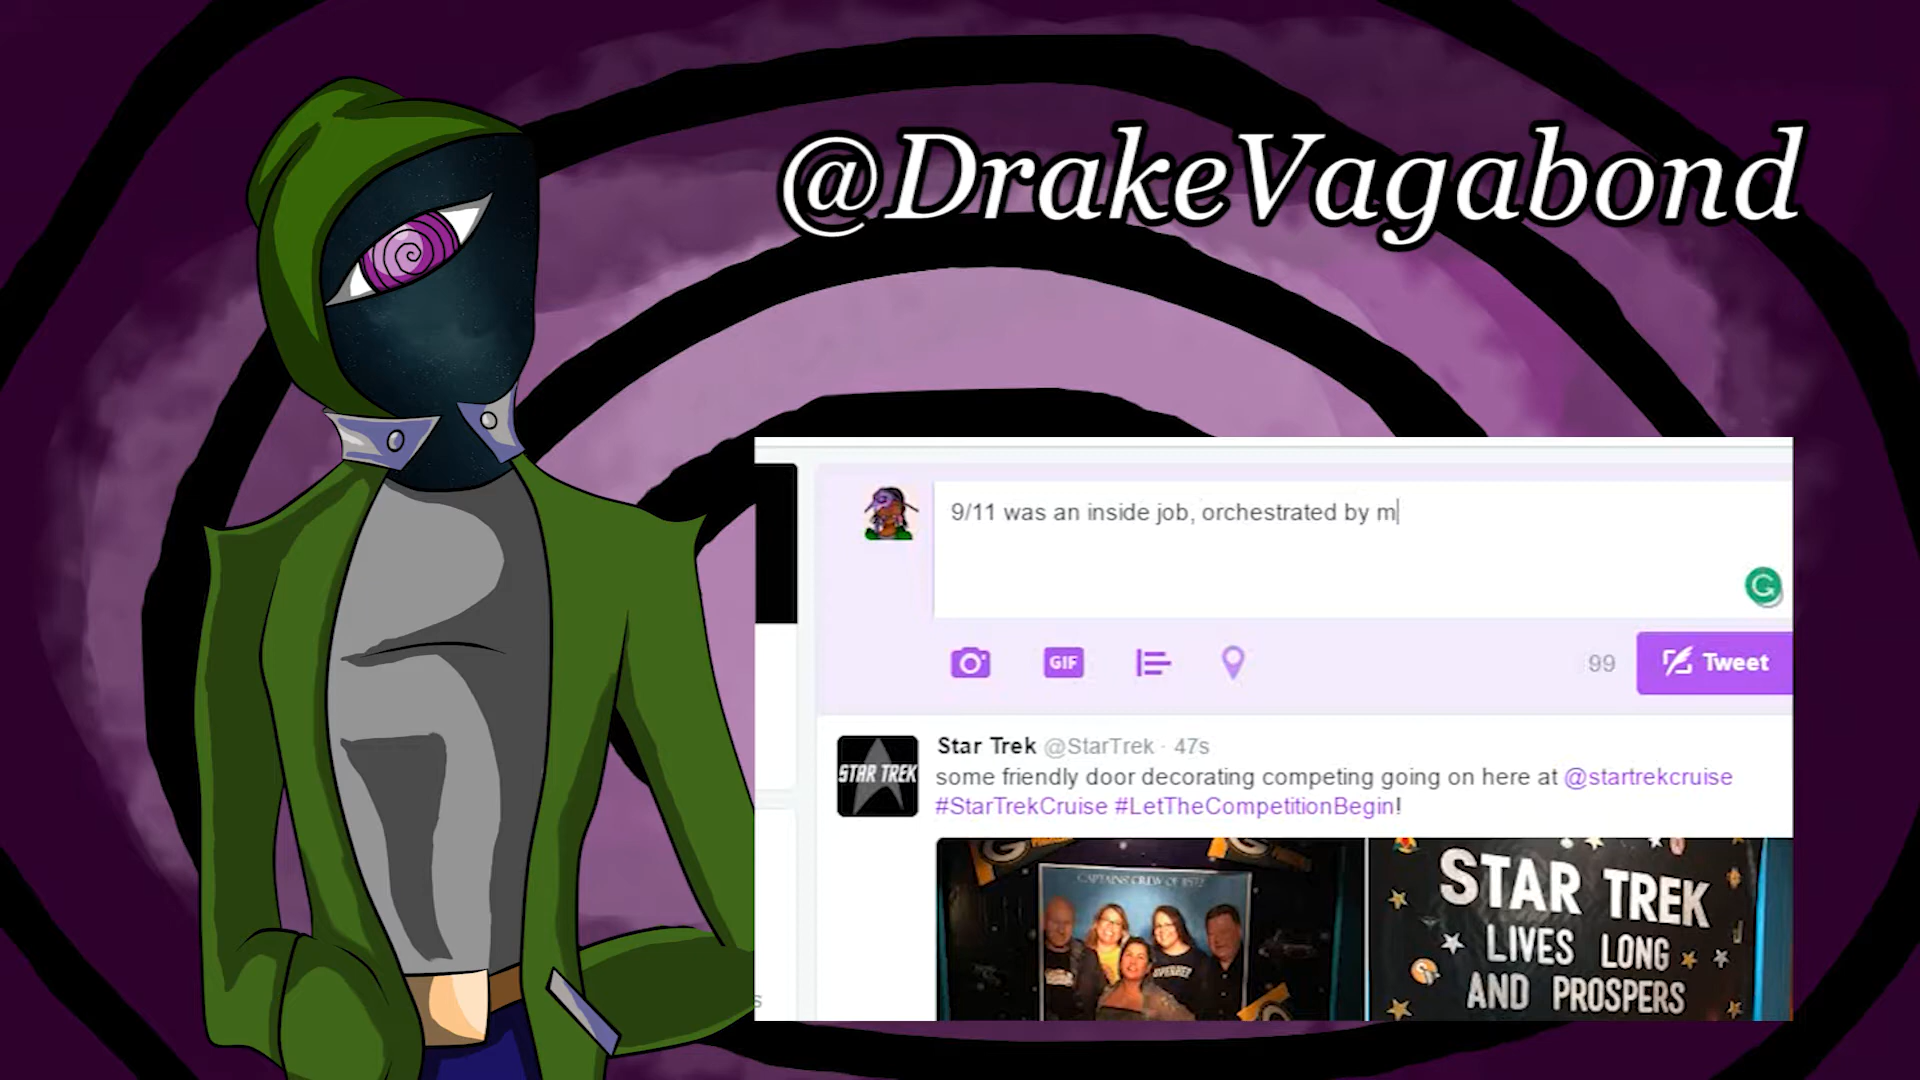 @DrakeVagabond
9/11 was an inside job, orchestrated by m
GIF
99
Tweet
Star Trek @StarTrek · 47s
STAR TREK
some friendly door decorating competing going on here at @startrekcruise
#StarTrekCruise #LetTheCompetitionBegin!
STAR TREK
LIVES LONG
AND PROSPERS
s